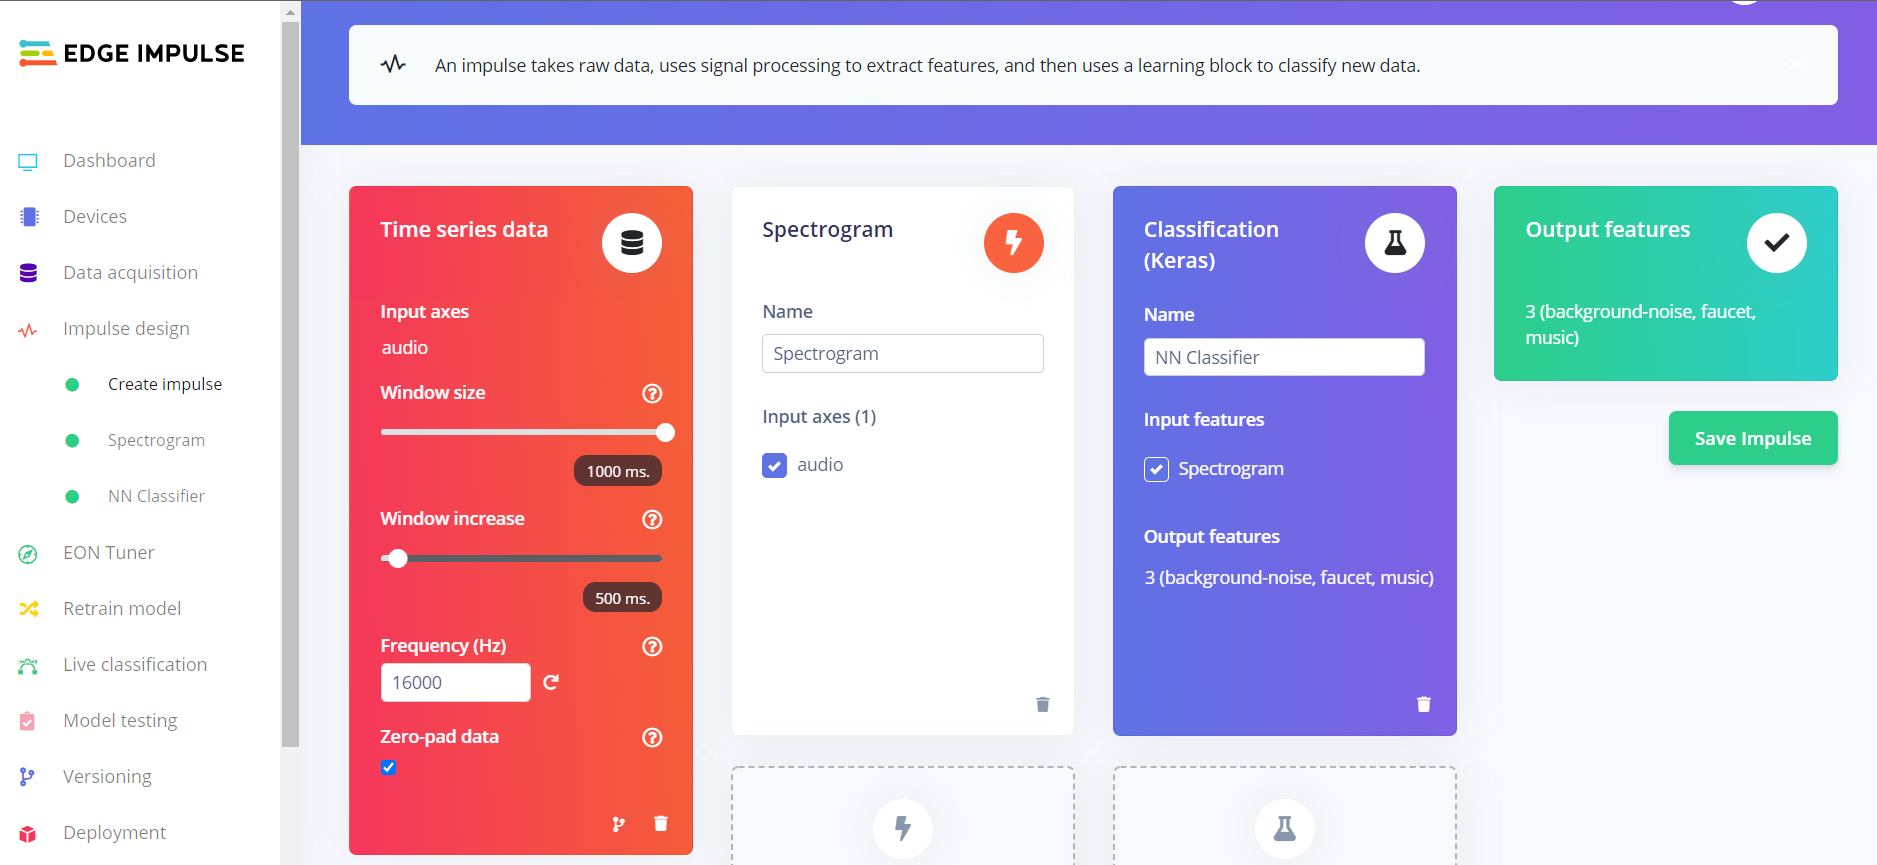 EDGE IMPULSE
Dashboard
Devices
Data acquisition
Impulse design
Create impulse
Spectrogram
NN Classifier
EON Tuner
Retrain model
Live classification
Model testing
Versioning
Deployment
An impulse takes raw data, uses signal processing to extract features, and then uses a learning block to classify new data.
Time series data
Input axes
audio
Window size
1000 ms.
Window increase
500 ms.
Frequency (Hz)
16000
Zero-pad data
Spectrogram
Name
Spectrogram
Input axes (1)
audio
Classification
(Keras)
Name
NN Classifier
Input features
Spectrogram
Output features
3 (background-noise, faucet, music)
Output features
3 (background-noise, faucet,
music)
Save Impulse